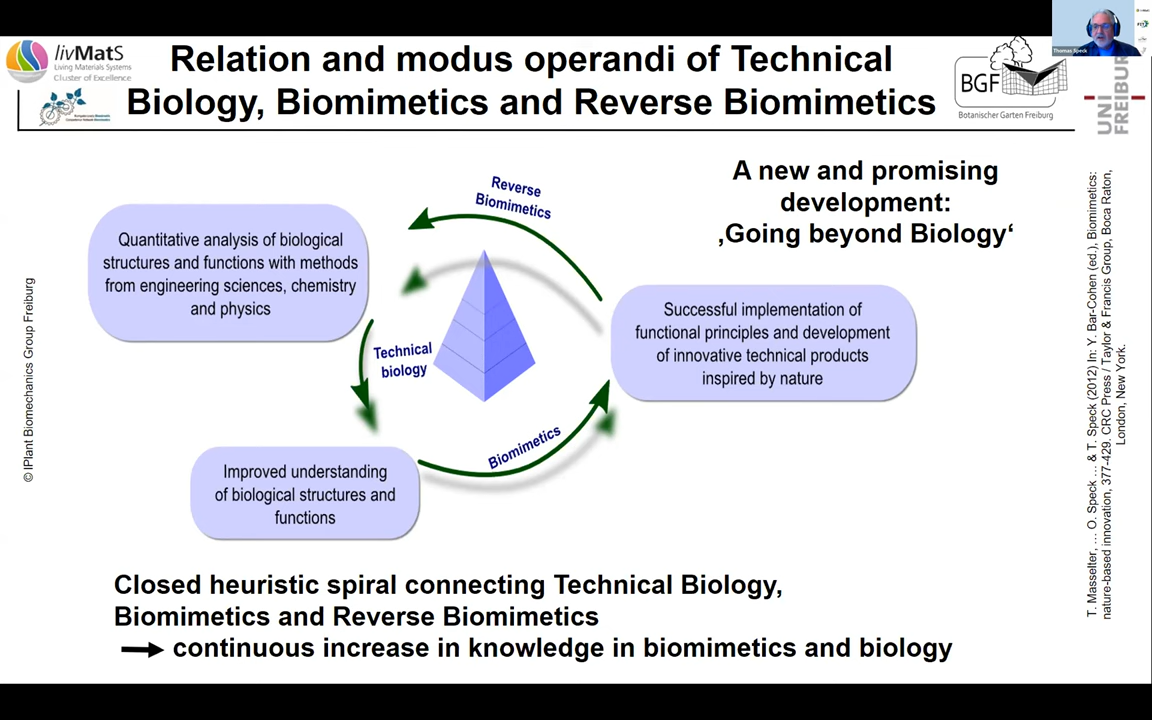 livMatS
Living Materials Systems
Cluster of Excellence
Relation and modus operandi of Technical
Biology, Biomimetics and Reverse Biomimetics
BGF
Botanischer Garten Freiburg
Thomas Speck
UNI
FREIBURG
A new and promising
development:
‚Going beyond Biology‘
Reverse
Biomimetics
Quantitative analysis of biological
structures and functions with methods
from engineering sciences, chemistry
and physics
Successful implementation of
functional principles and development
of innovative technical products
inspired by nature
Technical
biology
Biomimetics
Improved understanding
of biological structures and
functions
Closed heuristic spiral connecting Technical Biology,
Biomimetics and Reverse Biomimetics
continuous increase in knowledge in biomimetics and biology
© IPlant Biomechanics Group Freiburg
T. Masselter, … O. Speck … & T. Speck (2012) In: Y. Bar-Cohen (ed.), Biomimetics:
nature-based innovation, 377-429. CRC Press / Taylor & Francis Group, Boca Raton,
London, New York.